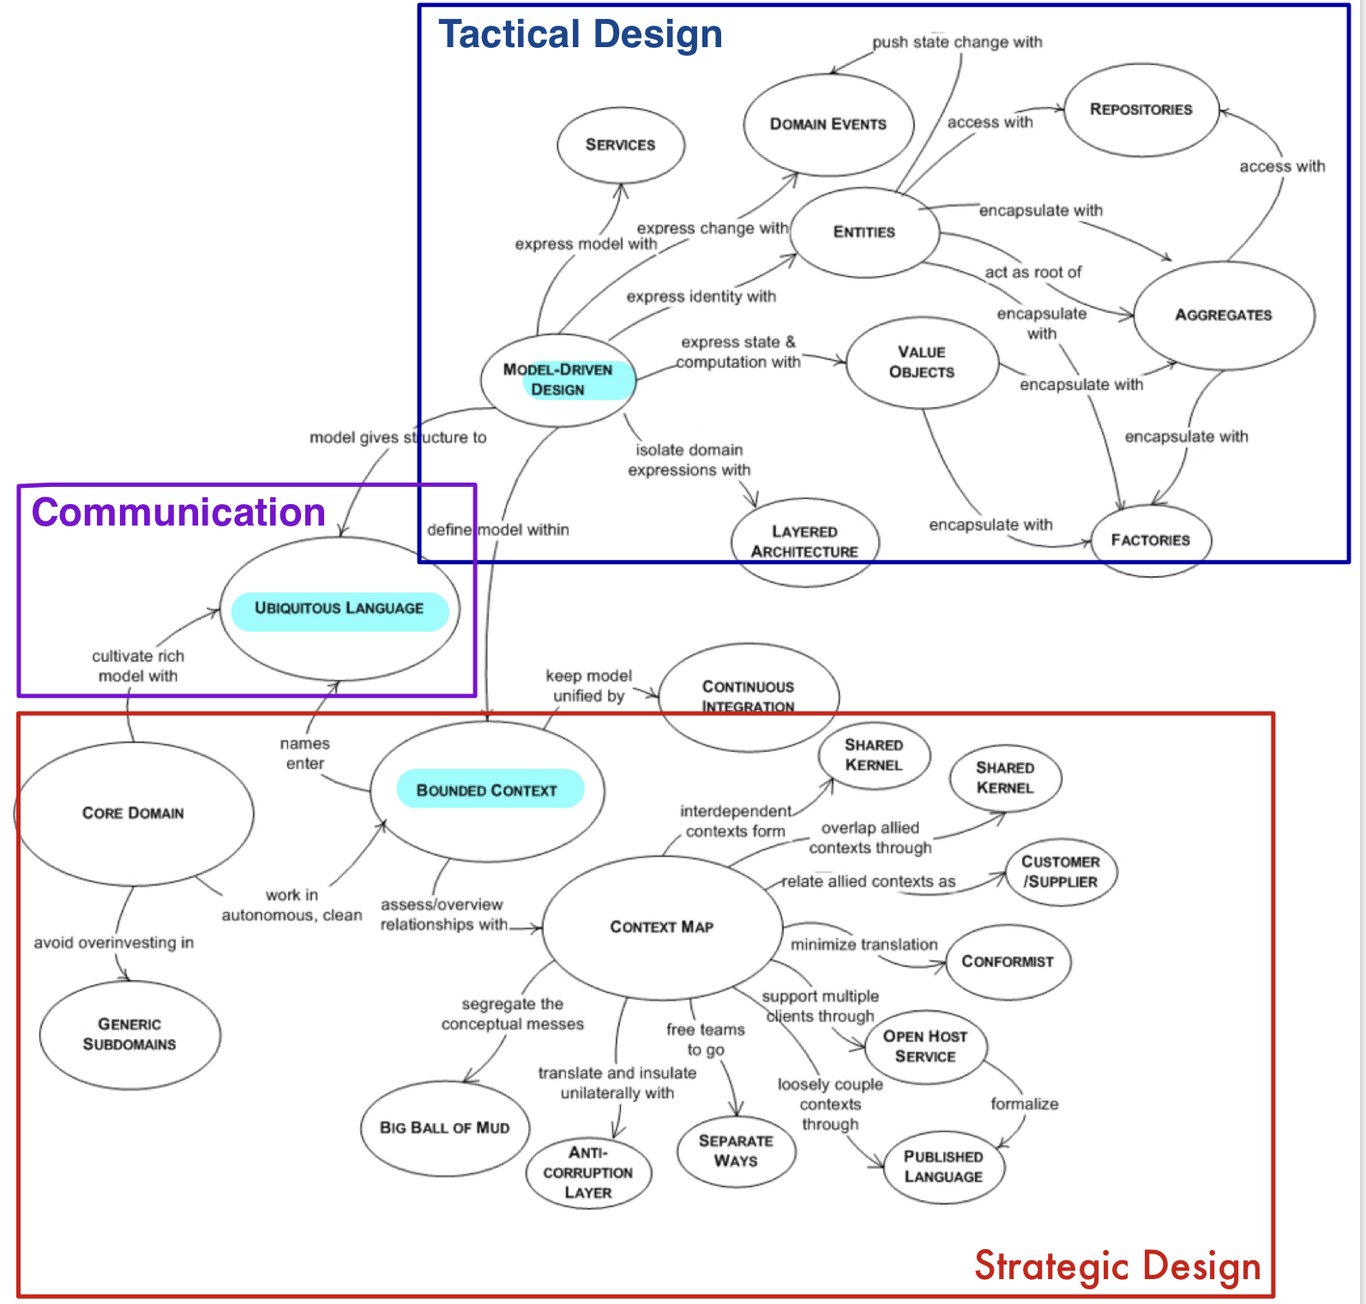 Tactical Design
push state change with
DOMAIN EVENTS
REPOSITORIES
access with
SERVICES
access with
encapsulate with
express change with
ENTITIES
express model with
act as root of
express identity with
encapsulate
with
AGGREGATES
express state &
computation with
VALUE
OBJECTS
MODEL-DRIVEN
DESIGN
encapsulate with
model gives structure to
isolate domain
expressions with
encapsulate with
Communication
define model within
encapsulate with
LAYERED
ARCHITECTURE
FACTORIES
UBIQUITOUS LANGUAGE
cultivate rich
model with
keep model
unified by
CONTINUOUS
INTEGRATION
names
enter
SHARED
KERNEL
SHARED
KERNEL
BOUNDED CONTEXT
CORE DOMAIN
interdependent
contexts form
overlap allied
contexts through
CUSTOMER
/SUPPLIER
relate allied contexts as
work in
autonomous, clean
assess/overview
relationships with
CONTEXT MAP
avoid overinvesting in
minimize translation
CONFORMIST
segregate the
conceptual messes
support multiple
clients through
GENERIC
SUBDOMAINS
free teams
to go
OPEN HOST
SERVICE
translate and insulate
unilaterally with
loosely couple
contexts
through
formalize
BIG BALL OF MUD
SEPARATE
WAYS
ANTI-
CORRUPTION
LAYER
PUBLISHED
LANGUAGE
Strategic Design